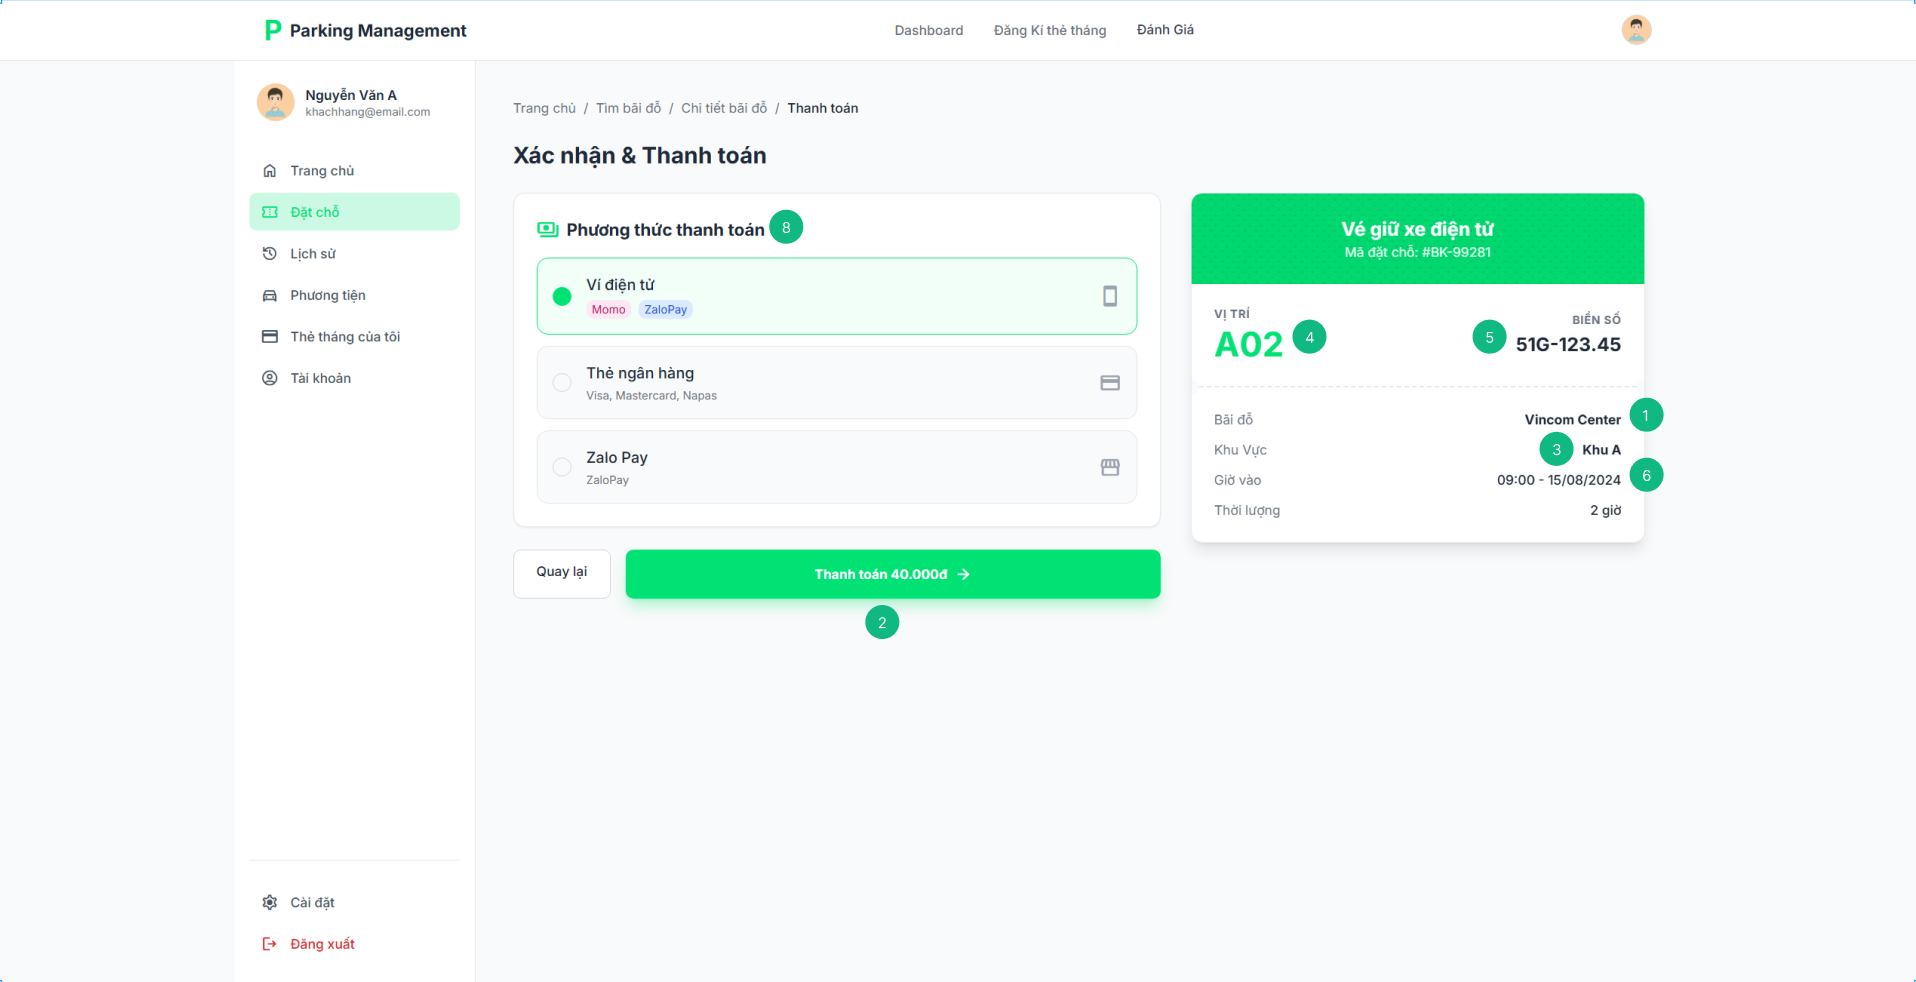 Parking Management
Dashboard
Đăng Kí thẻ tháng
Đánh Giá
Nguyễn Văn A
khachhang@email.com
Trang chủ
Đặt chỗ
Lịch sử
Phương tiện
Thẻ tháng của tôi
Tài khoản
Cài đặt
Đăng xuất
Trang chủ / Tìm bãi đỗ / Chi tiết bãi đỗ / Thanh toán
Xác nhận & Thanh toán
Phương thức thanh toán 8
Ví điện tử
Momo ZaloPay
Thẻ ngân hàng
Visa, Mastercard, Napas
Zalo Pay
ZaloPay
Quay lại
Thanh toán 40.000đ
2
Vé giữ xe điện tử
Mã đặt chỗ: #BK-99281
VỊ TRÍ
A02 4
BIỂN SỐ
5 51G-123.45
Bãi đỗ Vincom Center 1
Khu Vực 3 Khu A
Giờ vào 09:00 - 15/08/2024 6
Thời lượng 2 giờ